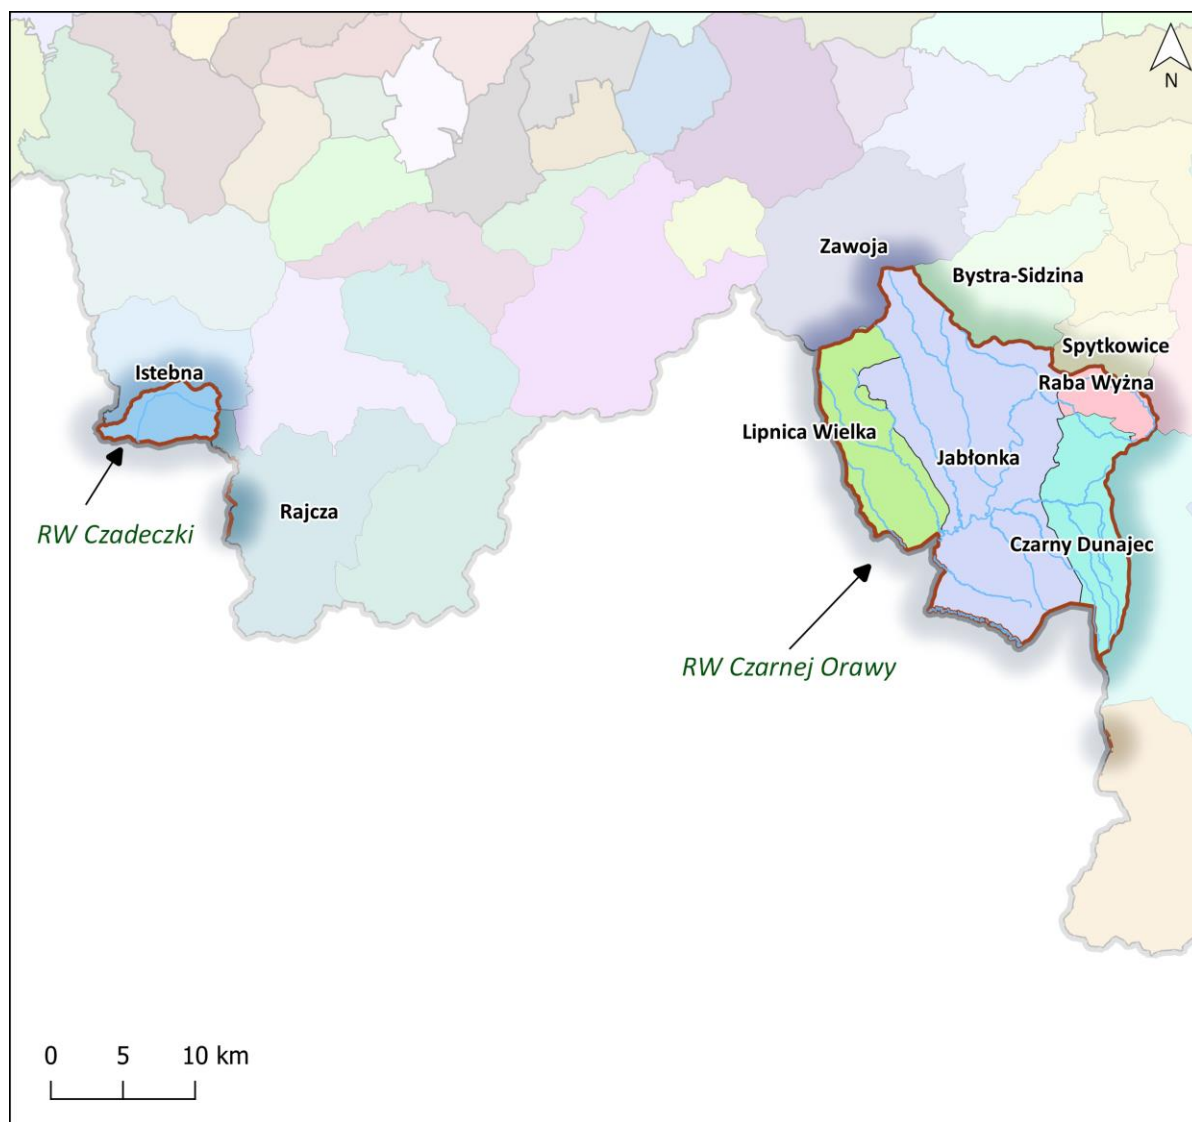 N
Zawoja
Bystra-Sidzina
Spytkowice
Istebna
Raba Wyżna
Lipnica Wielka
Jabłonka
Rajcza
RW Czadeczki
Czarny Dunajec
RW Czarnej Orawy
0 5 10 km